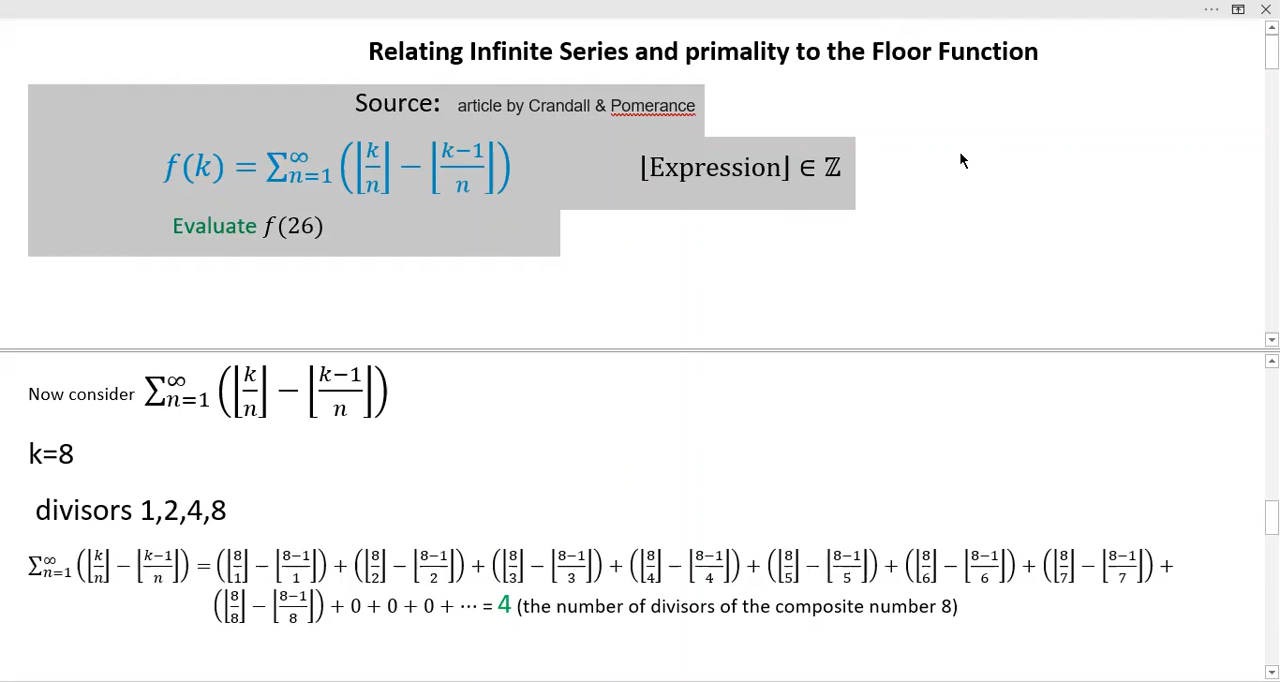 Relating Infinite Series and primality to the Floor Function
Source: article by Crandall & Pomerance
f(k) = ∑_{n=1}^{∞} (⌊k/n⌋ − ⌊(k−1)/n⌋) ⌊Expression⌋ ∈ ℤ
Evaluate f(26)
Now consider ∑_{n=1}^{∞} (⌊k/n⌋ − ⌊(k−1)/n⌋)
k=8
divisors 1,2,4,8
∑_{n=1}^{∞} (⌊k/n⌋ − ⌊(k−1)/n⌋) = (⌊8/1⌋ − ⌊(8−1)/1⌋) + (⌊8/2⌋ − ⌊(8−1)/2⌋) + (⌊8/3⌋ − ⌊(8−1)/3⌋) + (⌊8/4⌋ − ⌊(8−1)/4⌋) + (⌊8/5⌋ − ⌊(8−1)/5⌋) + (⌊8/6⌋ − ⌊(8−1)/6⌋) + (⌊8/7⌋ − ⌊(8−1)/7⌋) +
(⌊8/8⌋ − ⌊(8−1)/8⌋) + 0 + 0 + 0 + ⋯ = 4 (the number of divisors of the composite number 8)